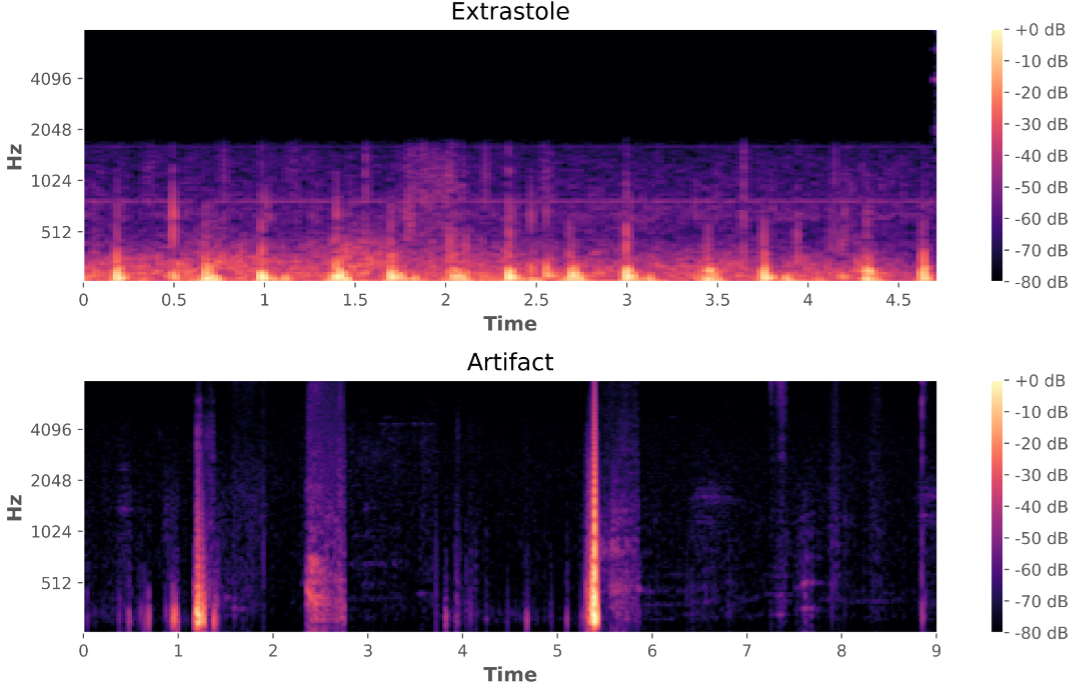 Extrastole
Hz
4096
2048
1024
512
0 0.5 1 1.5 2 2.5 3 3.5 4 4.5
Time
+0 dB
-10 dB
-20 dB
-30 dB
-40 dB
-50 dB
-60 dB
-70 dB
-80 dB
Artifact
Hz
4096
2048
1024
512
0 1 2 3 4 5 6 7 8 9
Time
+0 dB
-10 dB
-20 dB
-30 dB
-40 dB
-50 dB
-60 dB
-70 dB
-80 dB